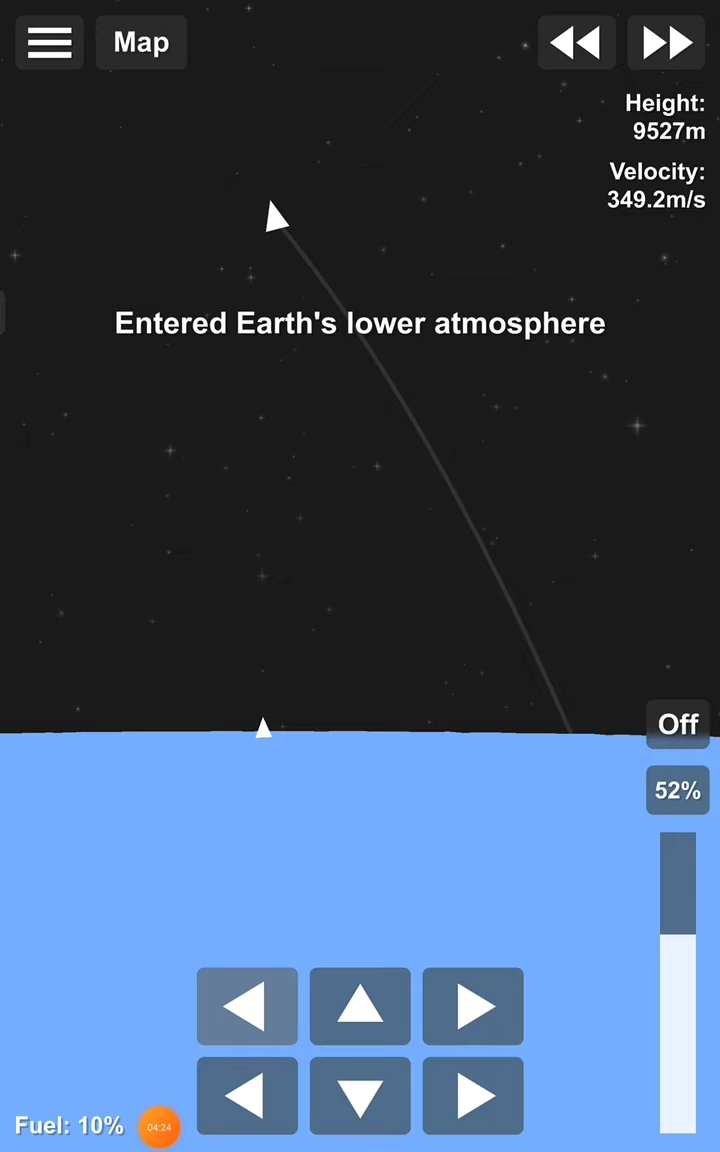 Map
Height:
9527m
Velocity:
349.2m/s
Entered Earth's lower atmosphere
Off
52%
Fuel: 10%
04:24